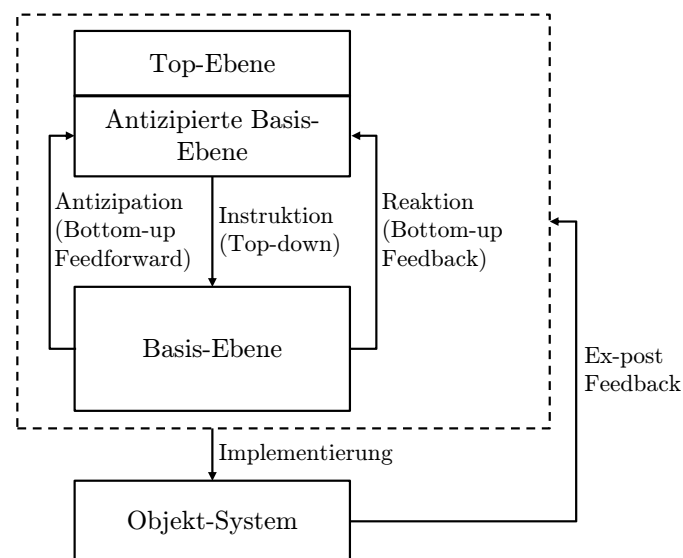 Top-Ebene
Antizipierte Basis-
Ebene
Antizipation
(Bottom-up
Feedforward)
Instruktion
(Top-down)
Reaktion
(Bottom-up
Feedback)
Basis-Ebene
Ex-post
Feedback
Implementierung
Objekt-System